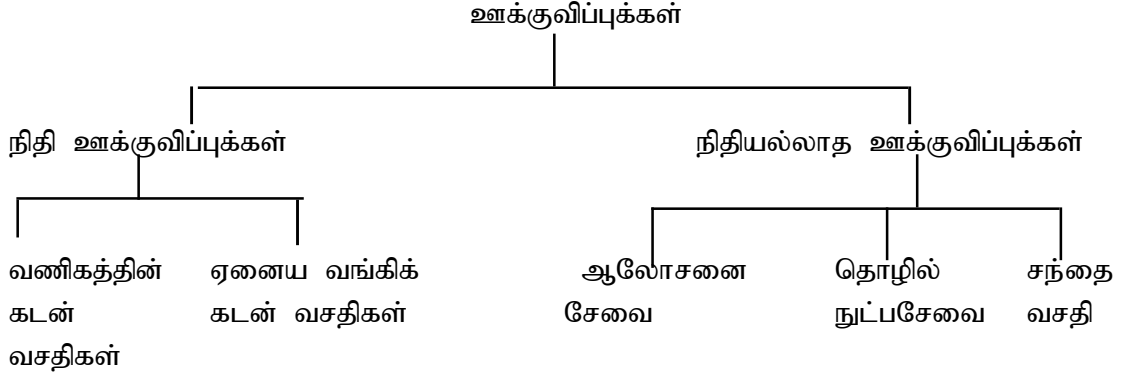 ஊக்குவிப்புக்கள்
நிதி ஊக்குவிப்புக்கள்
நிதியல்லாத ஊக்குவிப்புக்கள்
வணிகத்தின்
கடன்
வசதிகள்
ஏனைய வங்கிக்
கடன் வசதிகள்
ஆலோசனை
சேவை
தொழில்
நுட்பசேவை
சந்தை
வசதி